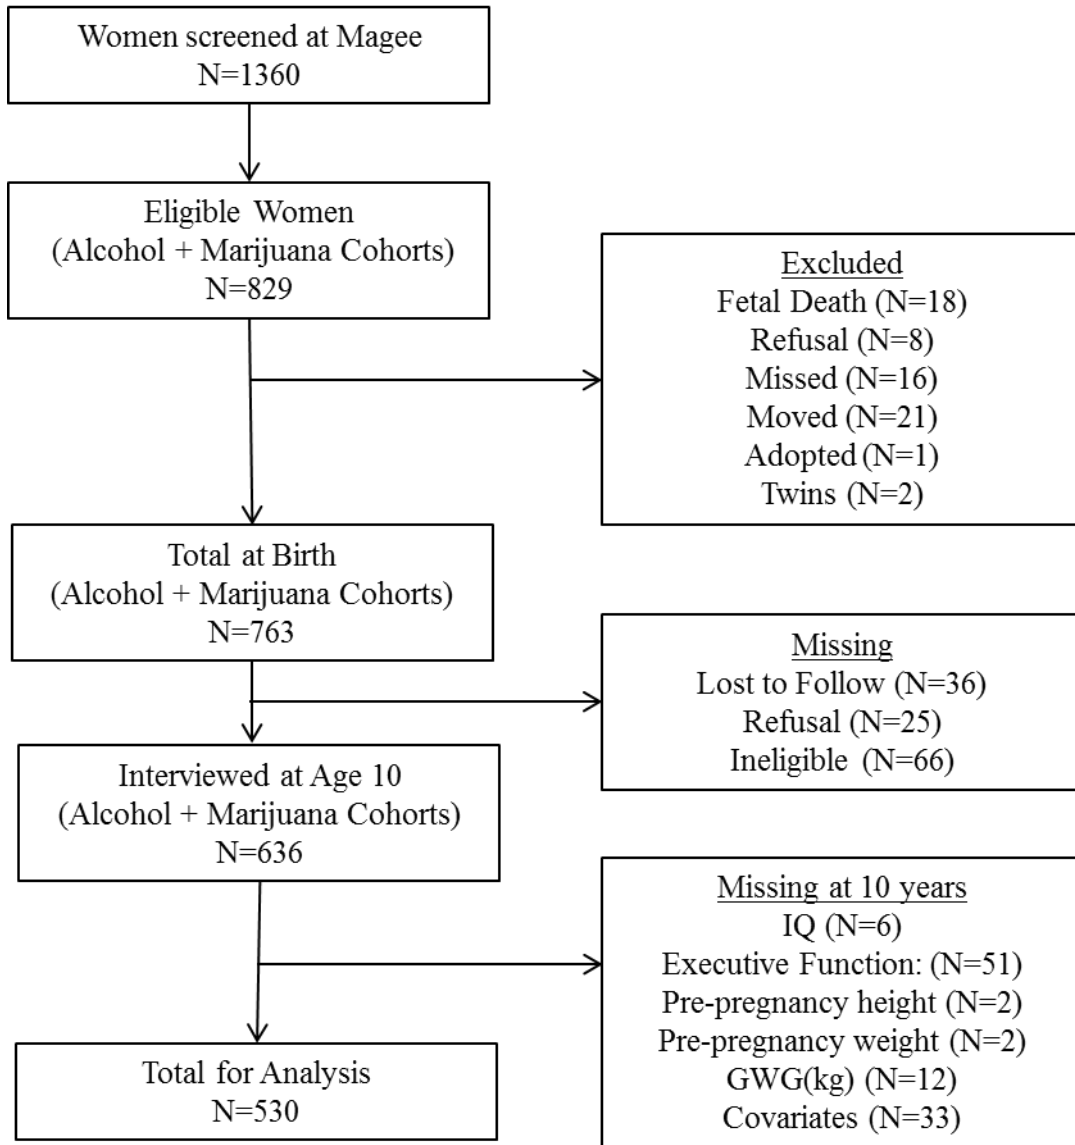 Women screened at Magee
N=1360
Eligible Women
(Alcohol + Marijuana Cohorts)
N=829
Excluded
Fetal Death (N=18)
Refusal (N=8)
Missed (N=16)
Moved (N=21)
Adopted (N=1)
Twins (N=2)
Total at Birth
(Alcohol + Marijuana Cohorts)
N=763
Missing
Lost to Follow (N=36)
Refusal (N=25)
Ineligible (N=66)
Interviewed at Age 10
(Alcohol + Marijuana Cohorts)
N=636
Missing at 10 years
IQ (N=6)
Executive Function: (N=51)
Pre-pregnancy height (N=2)
Pre-pregnancy weight (N=2)
GWG(kg) (N=12)
Covariates (N=33)
Total for Analysis
N=530